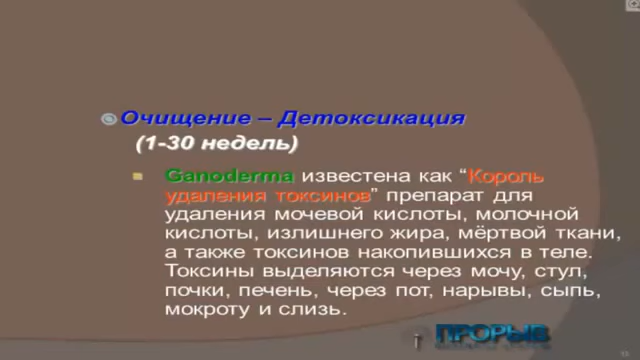 Очищение – Детоксикация
(1-30 недель)
Ganoderma известена как “Король
удаления токсинов” препарат для
удаления мочевой кислоты, молочной
кислоты, излишнего жира, мёртвой ткани,
а также токсинов накопившихся в теле.
Токсины выделяются через мочу, стул,
почки, печень, через пот, нарывы, сыпь,
мокроту и слизь.
ПРОРЫВ